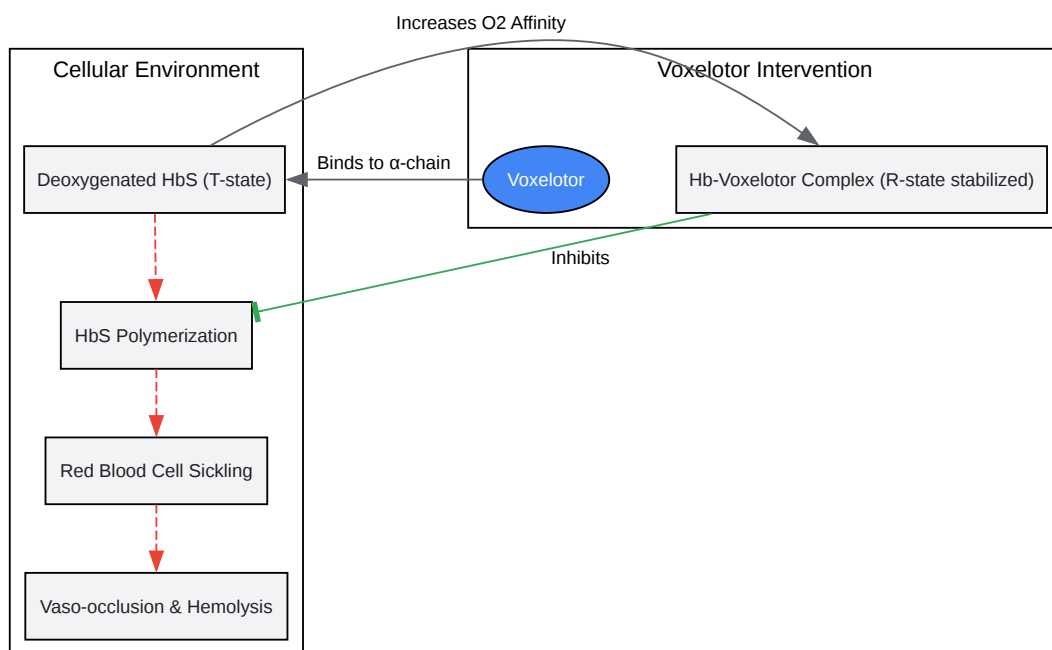 Increases O2 Affinity
Cellular Environment
Voxelotor Intervention
Deoxygenated HbS (T-state)
Binds to α-chain
Voxelotor
Hb-Voxelotor Complex (R-state stabilized)
Inhibits
HbS Polymerization
Red Blood Cell Sickling
Vaso-occlusion & Hemolysis